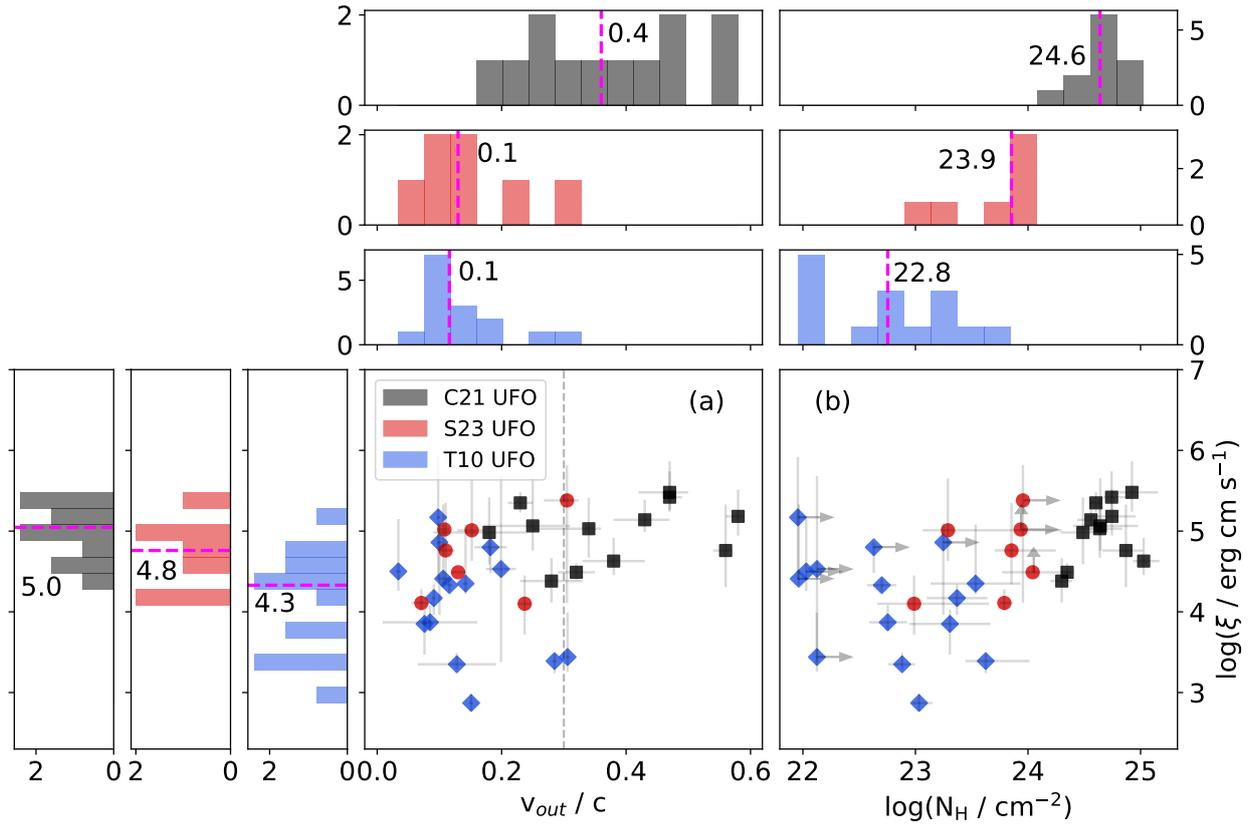 2
0.4
0
24.6
5
0
2
0.1
0
23.9
2
0
5
0.1
0
22.8
5
0
C21 UFO
S23 UFO
T10 UFO
(a)
(b)
7
6
5
4
3
log(ξ / erg cm s⁻¹)
5.0
4.8
4.3
2 0
2 0
2 0
0.0 0.2 0.4 0.6
22 23 24 25
v_out / c
log(N_H / cm⁻²)